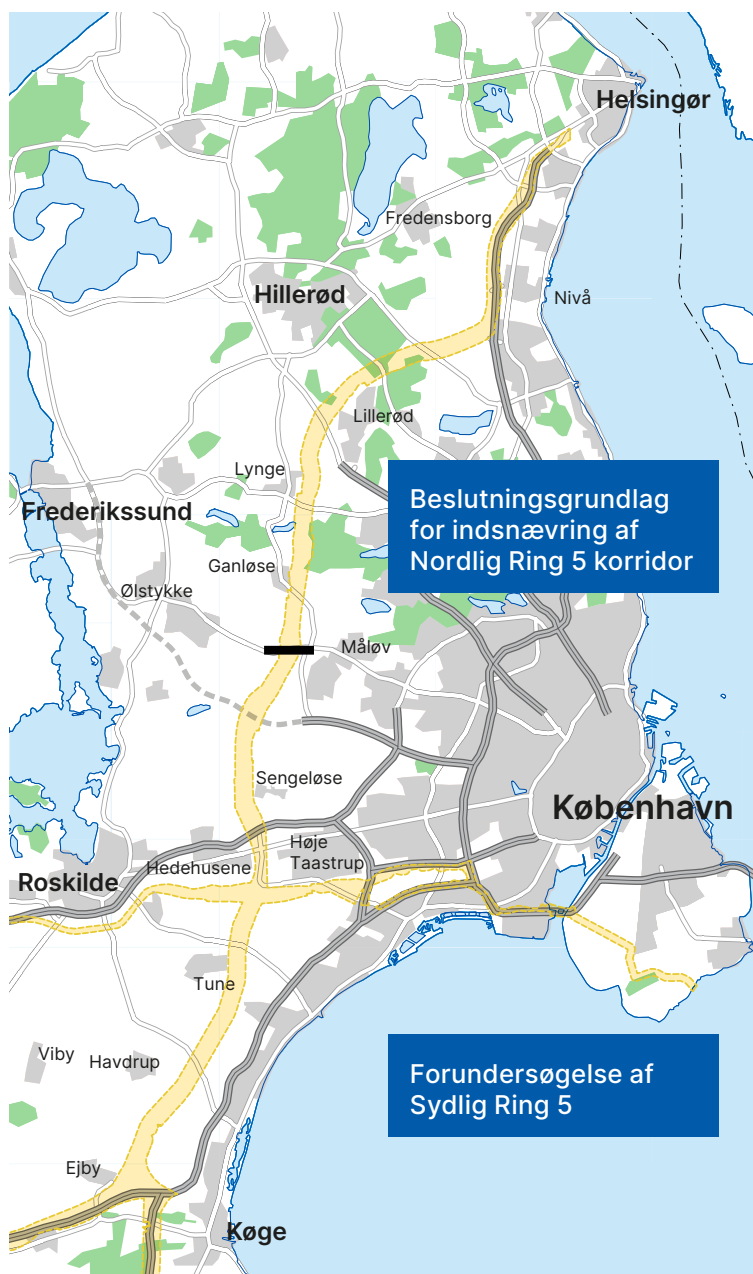 Helsingør
Fredensborg
Hillerød
Nivå
Lillerød
Lynge
Beslutningsgrundlag
for indsnævring af
Nordlig Ring 5 korridor
Frederikssund
Ganløse
Ølstykke
Måløv
Sengeløse
København
Høje
Taastrup
Hedehusene
Roskilde
Tune
Viby
Havdrup
Forundersøgelse af
Sydlig Ring 5
Ejby
Køge